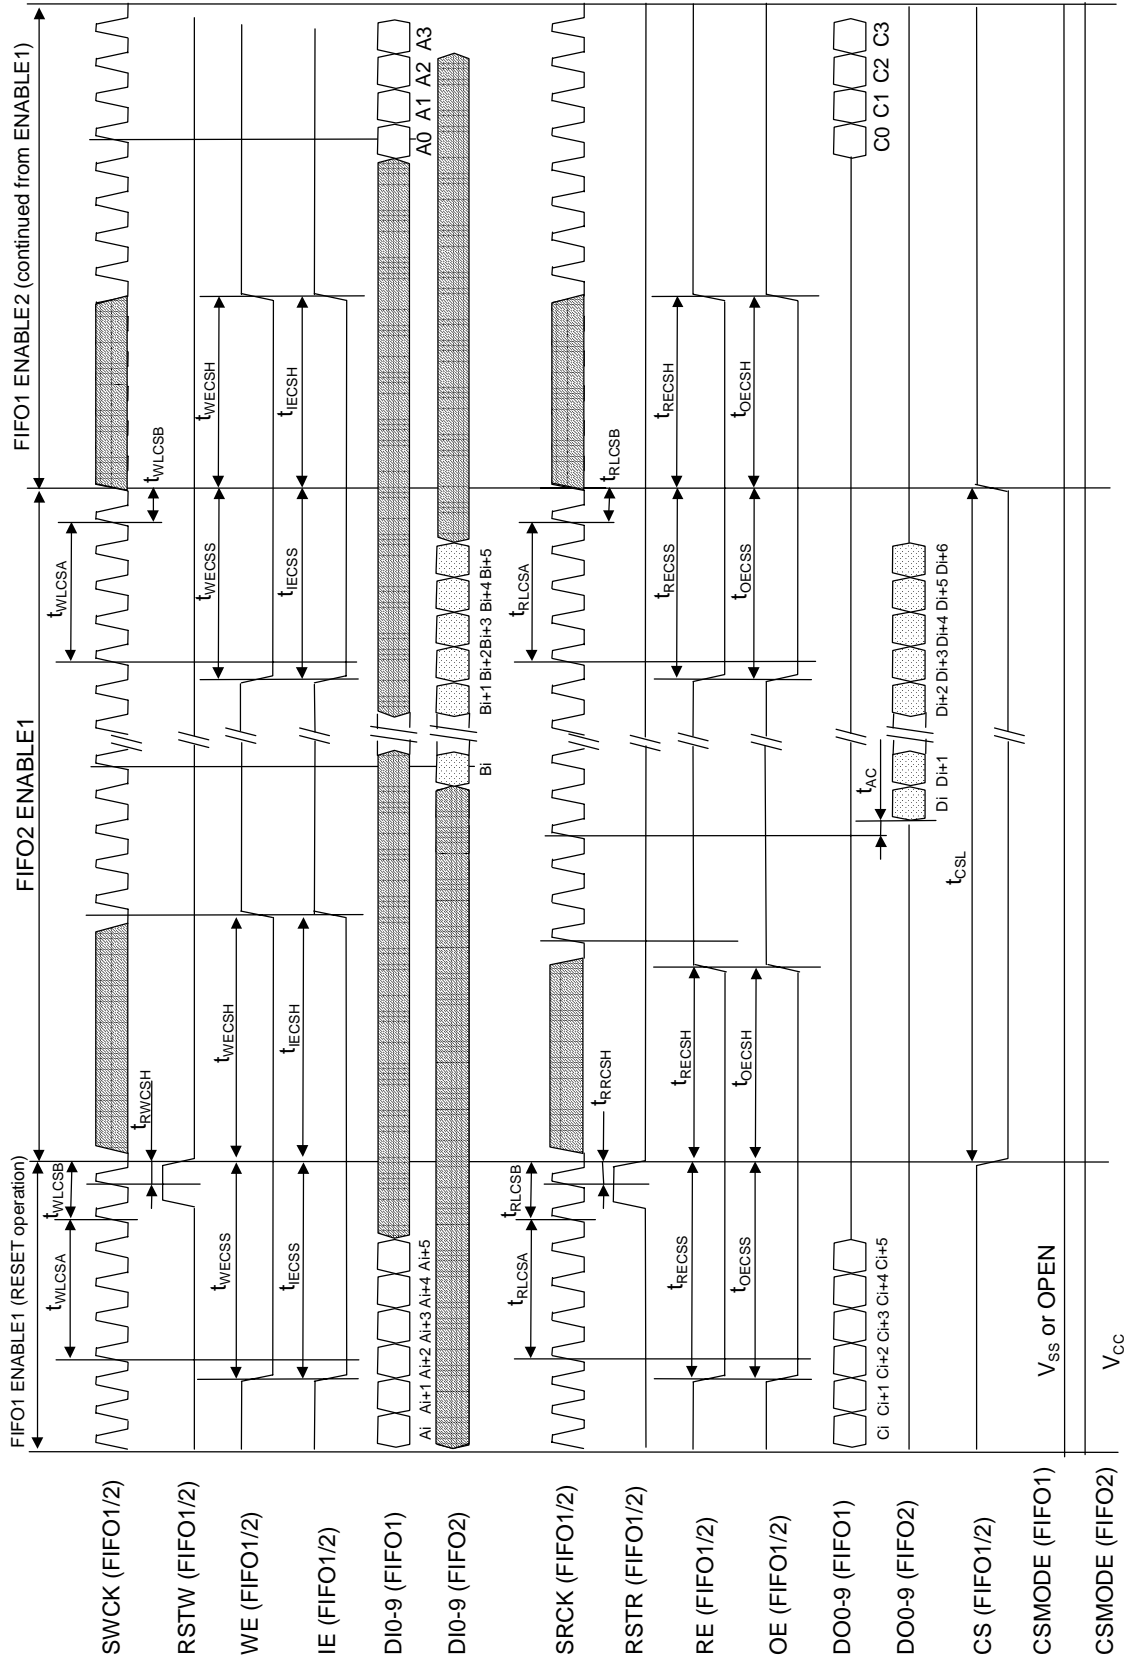 FIFO1 ENABLE1 (RESET operation)
FIFO2 ENABLE1
FIFO1 ENABLE2 (continued from ENABLE1)
SWCK (FIFO1/2)
tWLCSA
tWLCSB
tWLCSA
tWLCSB
RSTW (FIFO1/2)
tRWCSH
WE (FIFO1/2)
tWECSS
tWECSH
tWECSS
tWECSH
IE (FIFO1/2)
tIECSS
tIECSH
tIECSS
tIECSH
DI0-9 (FIFO1)
Ai Ai+1 Ai+2 Ai+3 Ai+4 Ai+5
A0 A1 A2 A3
DI0-9 (FIFO2)
Bi
Bi+1 Bi+2 Bi+3 Bi+4 Bi+5
SRCK (FIFO1/2)
tRLCSA
tRLCSB
tRLCSA
tRLCSB
RSTR (FIFO1/2)
tRRCSH
RE (FIFO1/2)
tRECSS
tRECSH
tRECSS
tRECSH
OE (FIFO1/2)
tOECSS
tOECSH
tOECSS
tOECSH
DO0-9 (FIFO1)
Ci Ci+1 Ci+2 Ci+3 Ci+4 Ci+5
C0 C1 C2 C3
DO0-9 (FIFO2)
tAC
Di Di+1
Di+2 Di+3 Di+4 Di+5 Di+6
CS (FIFO1/2)
tCSL
CSMODE (FIFO1)
VSS or OPEN
CSMODE (FIFO2)
VCC